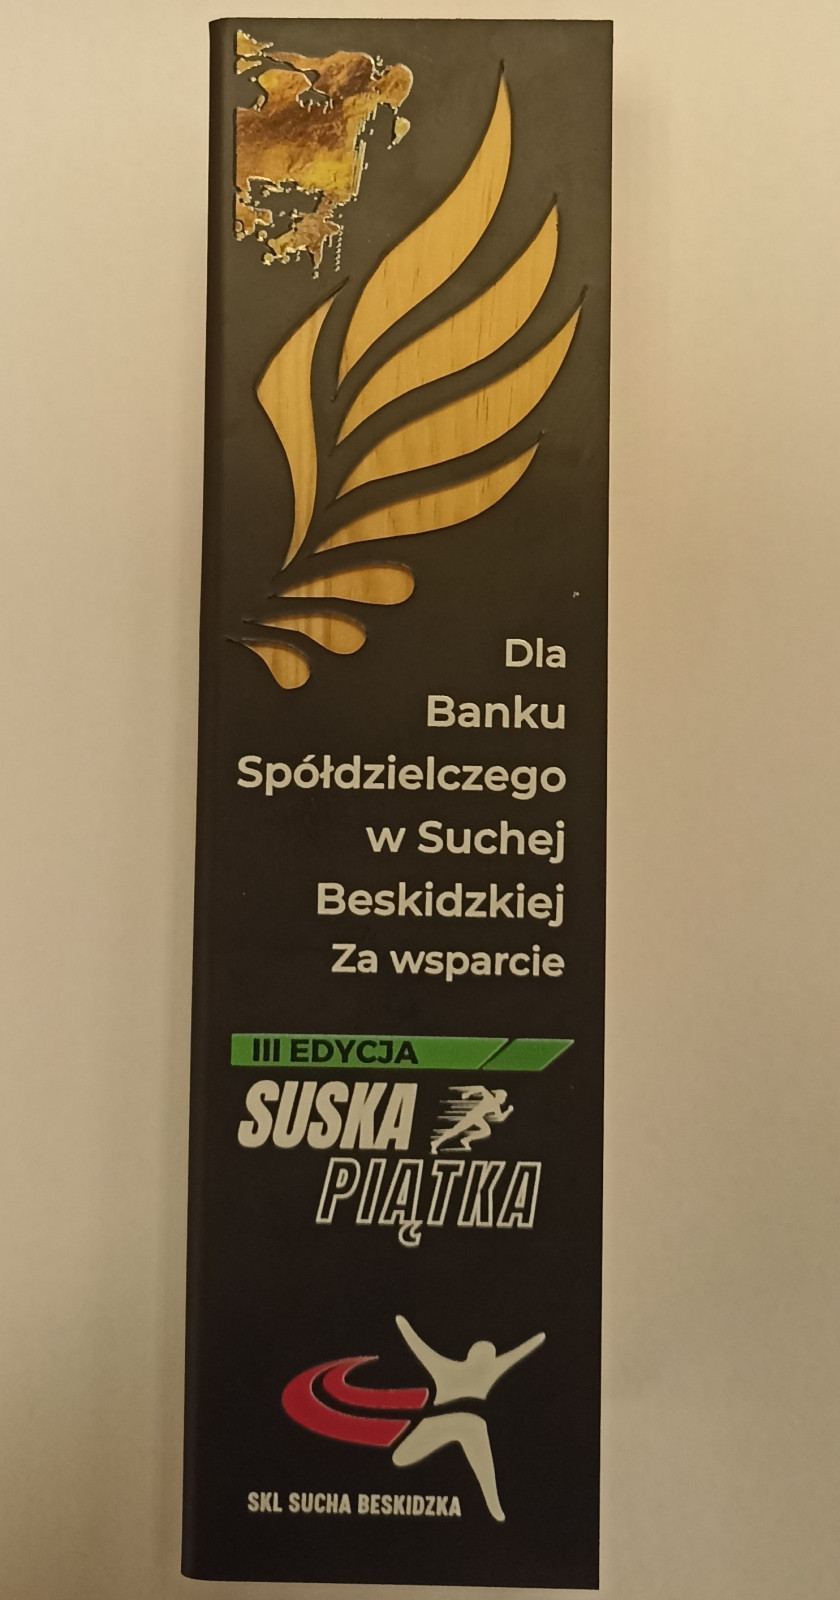 Dla
Banku
Spółdzielczego
w Suchej
Beskidzkiej
Za wsparcie
III EDYCJA
SUSKA
PIĄTKA
SKL SUCHA BESKIDZKA